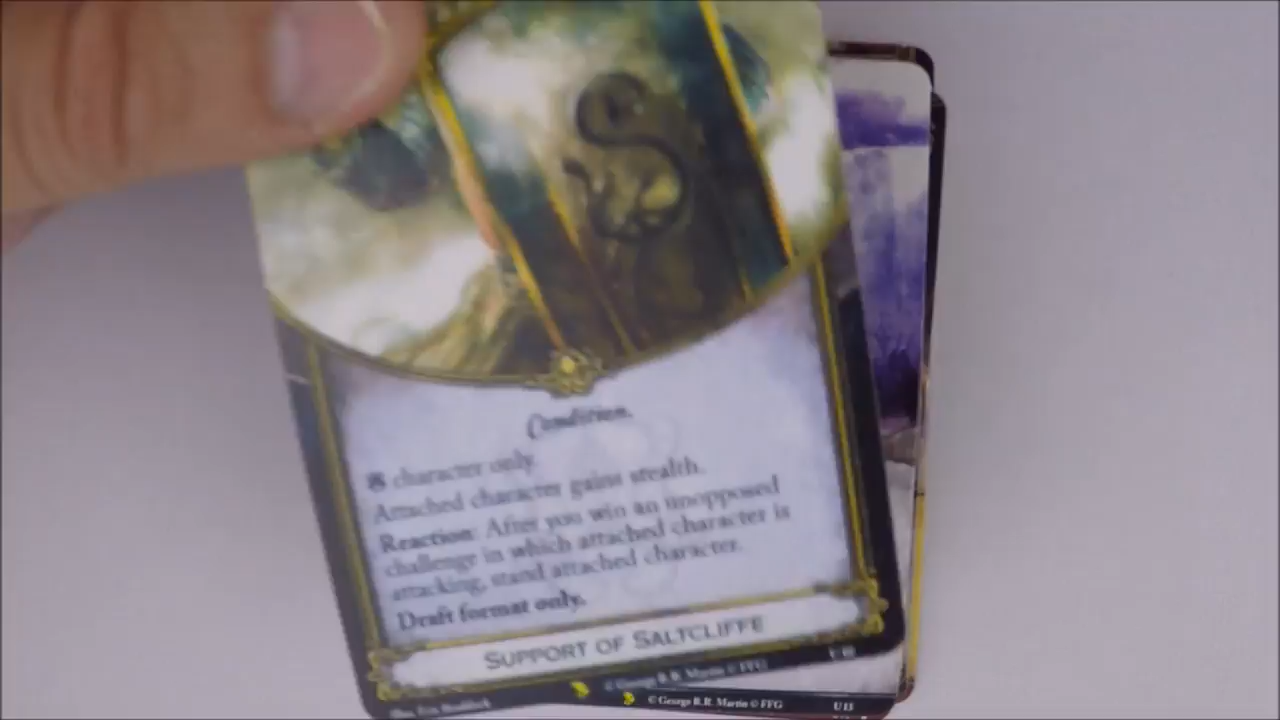 Condition.
character only.
Attached character gains stealth.
Reaction: After you win an unopposed
challenge in which attached character is
attacking, stand attached character.
Draft format only.
SUPPORT OF SALTCLIFFE
© George R.R. Martin © FFG
© George R.R. Martin © FFG U 13